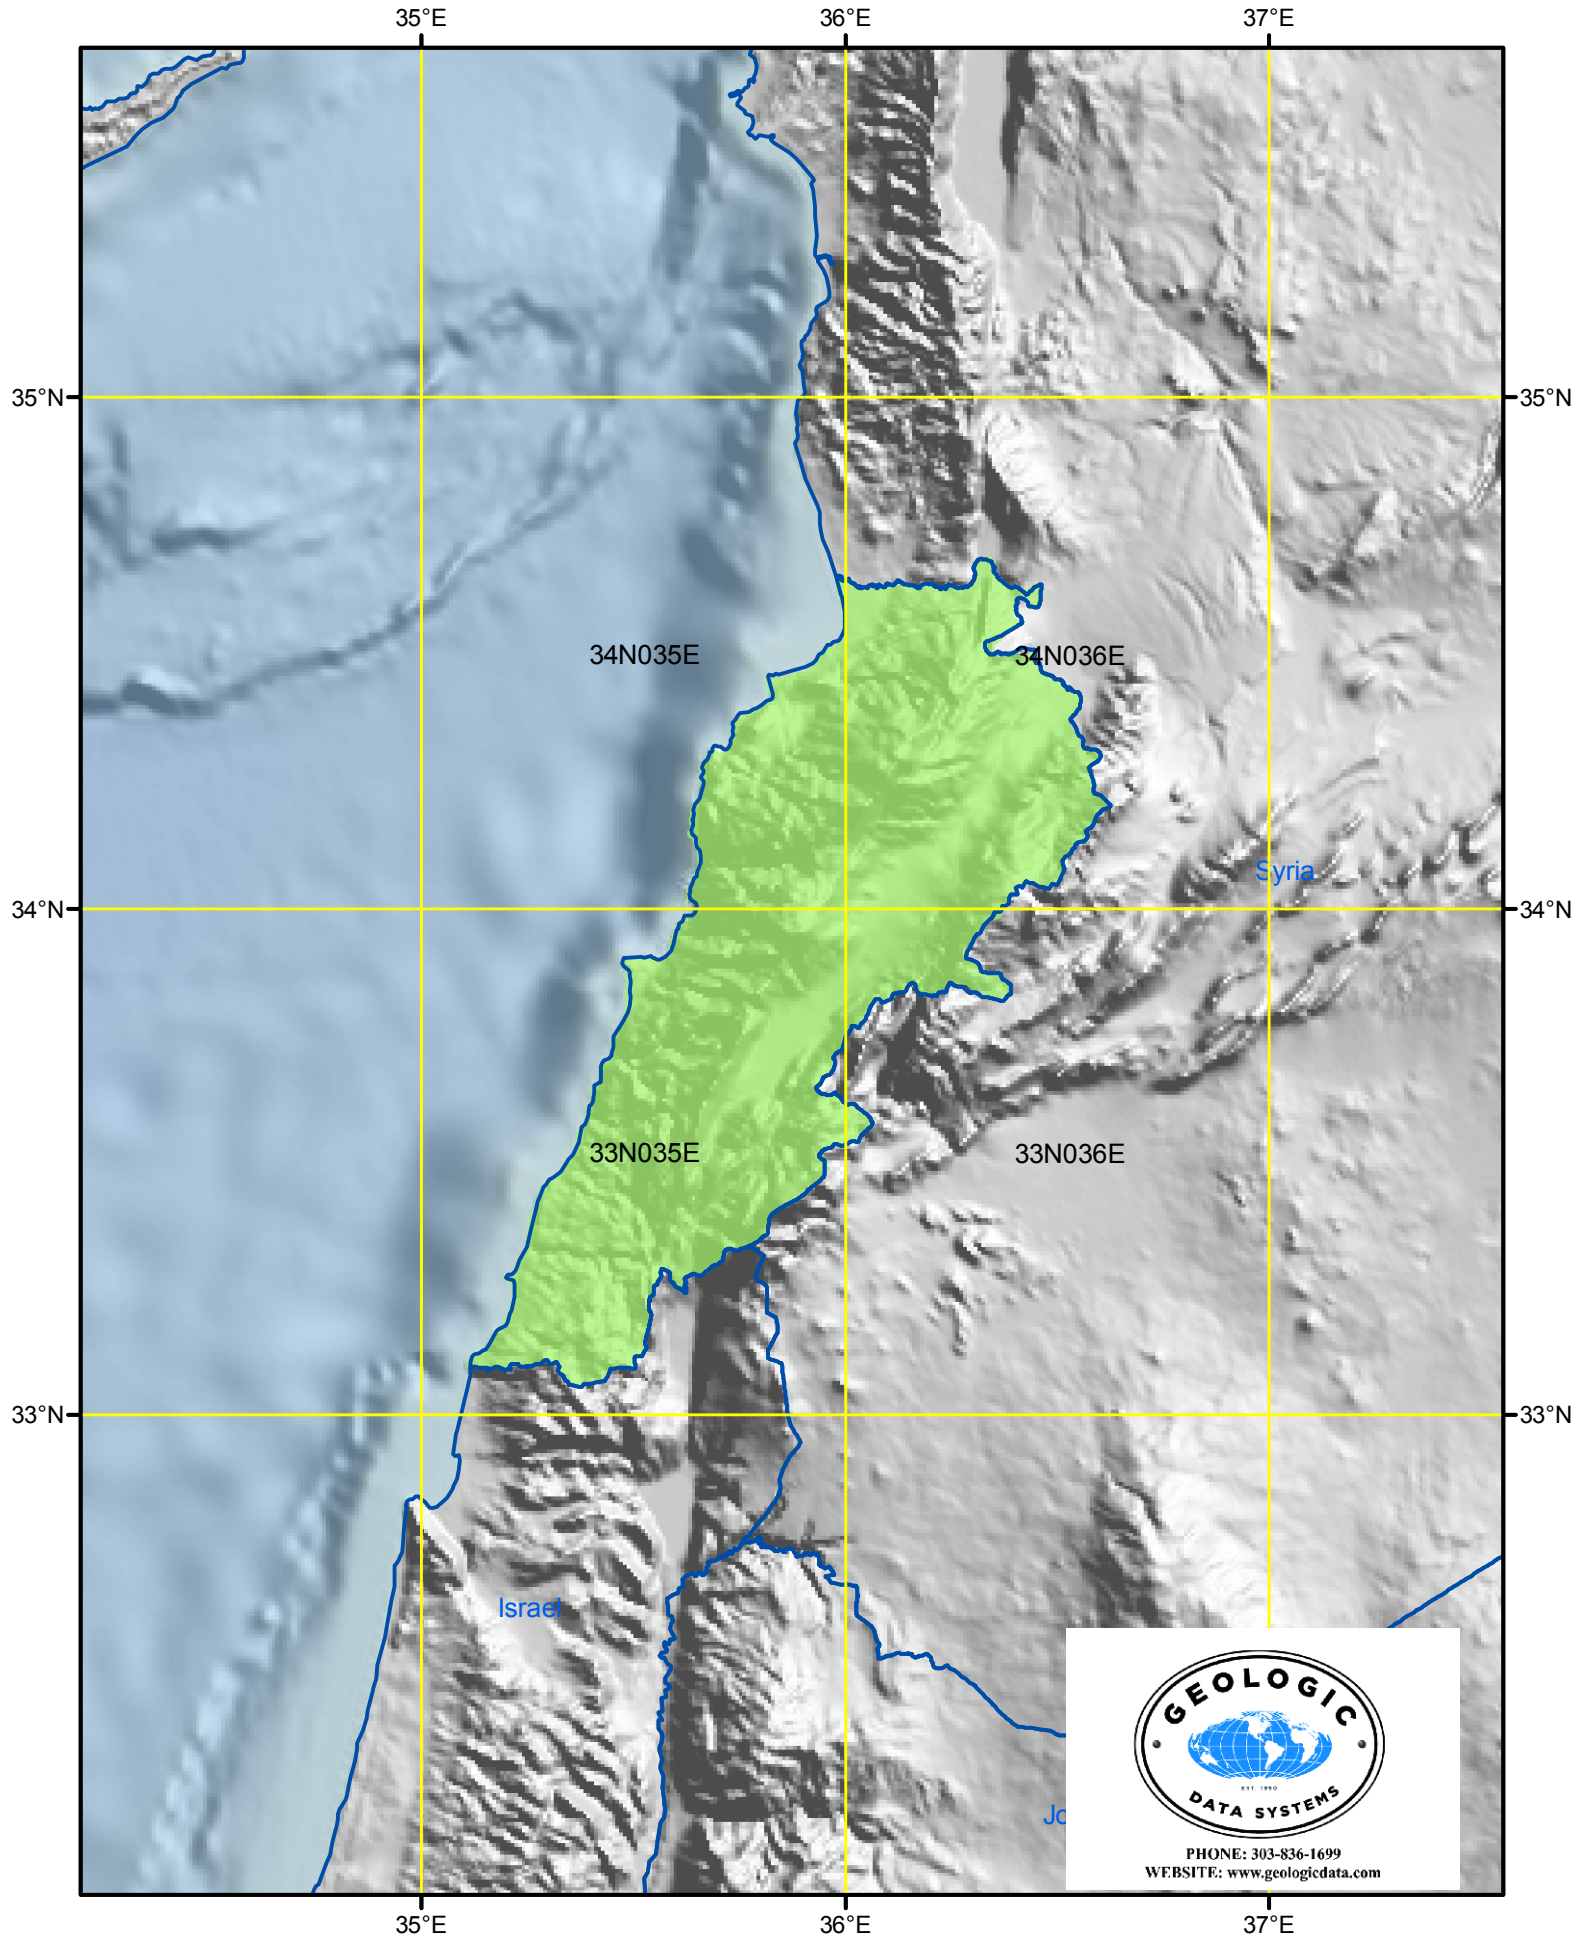 35°E 36°E 37°E
35°N 35°N
34N035E 34N036E
Syria
34°N 34°N
33N035E 33N036E
33°N 33°N
Israel
GEOLOGIC
EST. 1990
DATA SYSTEMS
Jo
PHONE: 303-836-1699
WEBSITE: www.geologicdata.com
35°E 36°E 37°E